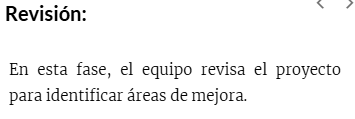 Revisión:
En esta fase, el equipo revisa el proyecto
para identificar áreas de mejora.